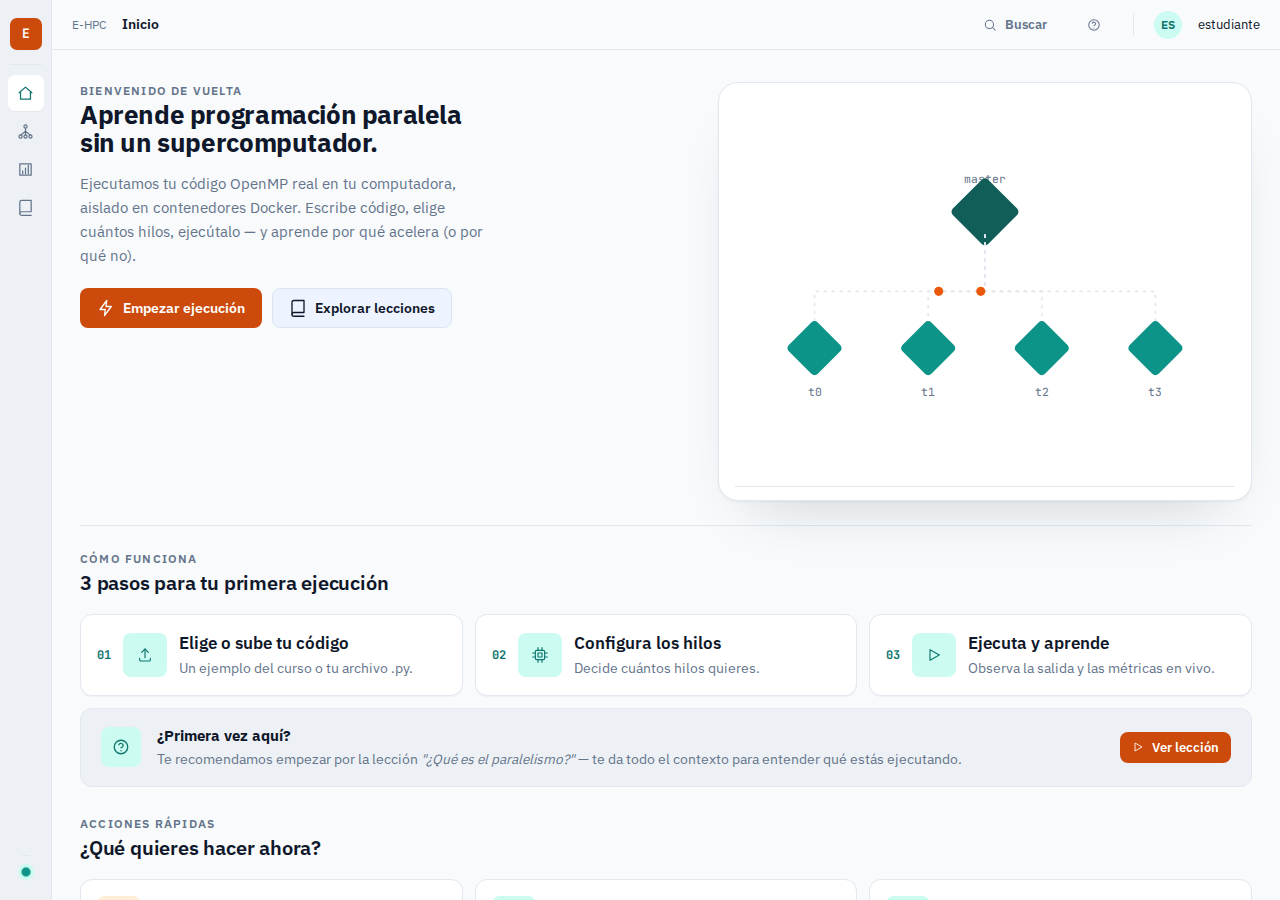 E
E-HPC Inicio
Buscar
ES estudiante
BIENVENIDO DE VUELTA
Aprende programación paralela
sin un supercomputador.
Ejecutamos tu código OpenMP real en tu computadora,
aislado en contenedores Docker. Escribe código, elige
cuántos hilos, ejecútalo — y aprende por qué acelera (o por
qué no).
Empezar ejecución
Explorar lecciones
master
t0 t1 t2 t3
CÓMO FUNCIONA
3 pasos para tu primera ejecución
01
Elige o sube tu código
Un ejemplo del curso o tu archivo .py.
02
Configura los hilos
Decide cuántos hilos quieres.
03
Ejecuta y aprende
Observa la salida y las métricas en vivo.
¿Primera vez aquí?
Te recomendamos empezar por la lección "¿Qué es el paralelismo?" — te da todo el contexto para entender qué estás ejecutando.
Ver lección
ACCIONES RÁPIDAS
¿Qué quieres hacer ahora?